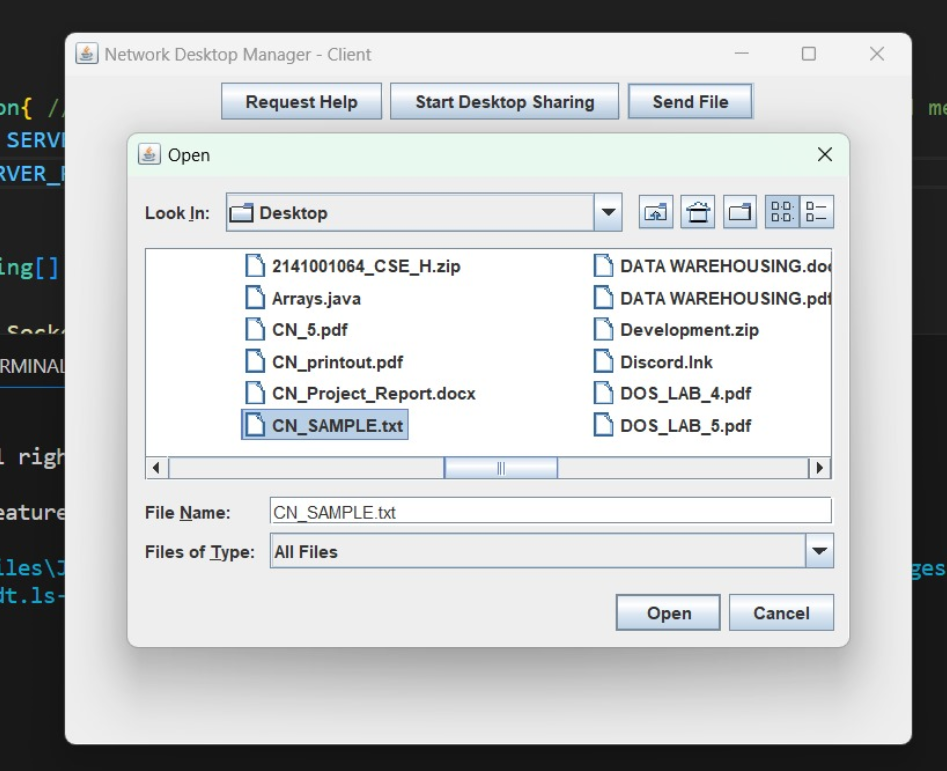 Network Desktop Manager - Client
on{ //
Request Help
Start Desktop Sharing
Send File
me
SERVE
RVER_
Open
Look In:
Desktop
ing[]
2141001064_CSE_H.zip
DATA WAREHOUSING.doc
Arrays.java
DATA WAREHOUSING.pdf
CN_5.pdf
Development.zip
Socke
CN_printout.pdf
Discord.lnk
RMINAL
CN_Project_Report.docx
DOS_LAB_4.pdf
CN_SAMPLE.txt
DOS_LAB_5.pdf
l righ
File Name:
CN_SAMPLE.txt
eature
Files of Type:
All Files
iles\J
ges
dt.ls-
Open
Cancel